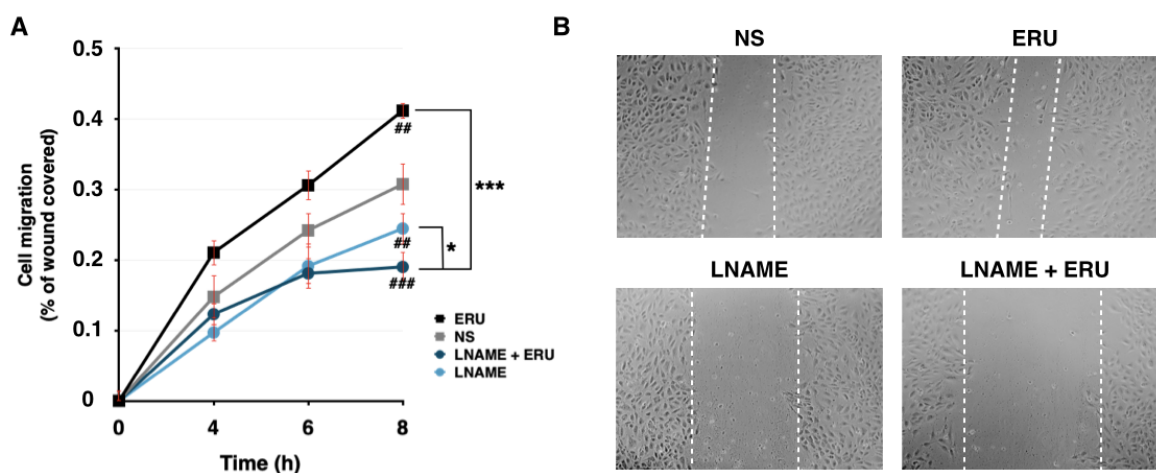 A
0.5
0.4
0.3
0.2
0.1
0
Cell migration
(% of wound covered)
##
***
*
##
###
ERU
NS
LNAME + ERU
LNAME
0
4
6
8
Time (h)
B
NS
ERU
LNAME
LNAME + ERU